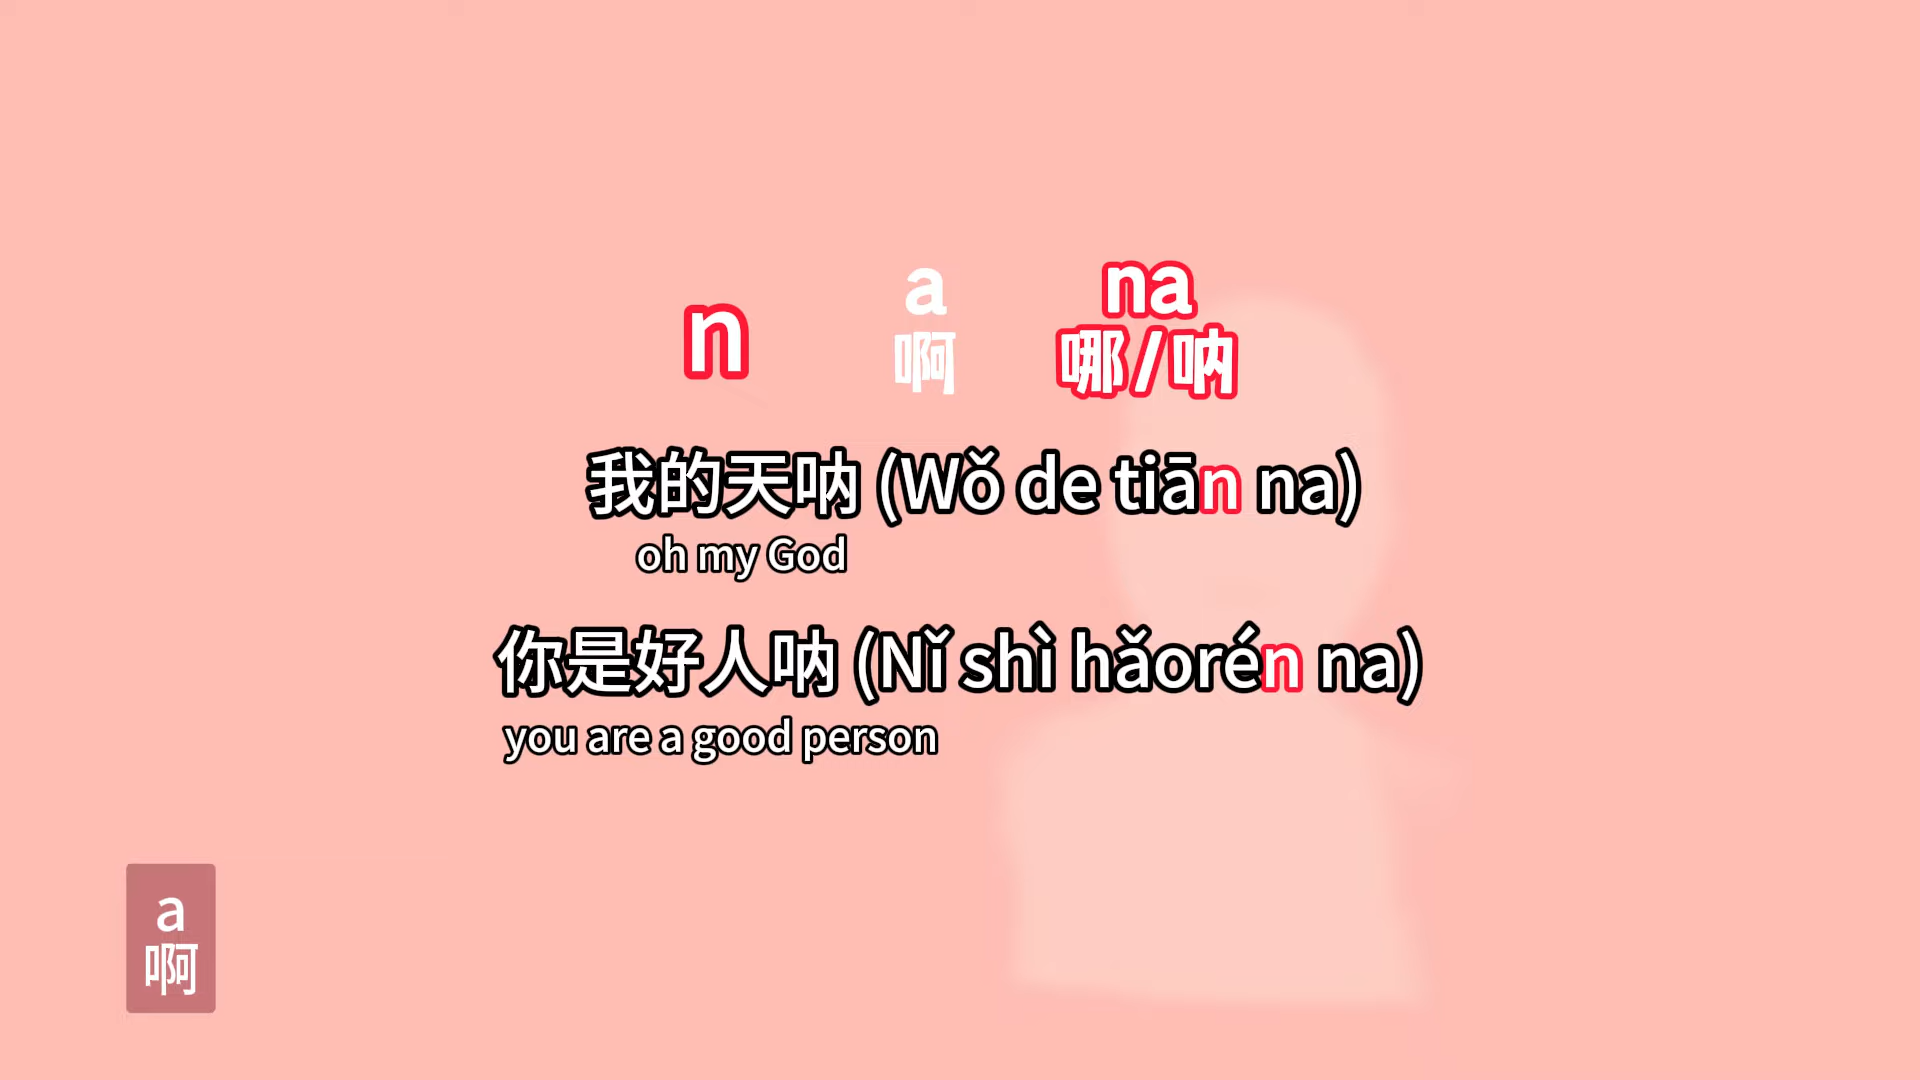 n
a
啊
na
哪/呐
我的天呐 (Wǒ de tiān na)
oh my God
你是好人呐 (Nǐ shì hǎorén na)
you are a good person
a
啊